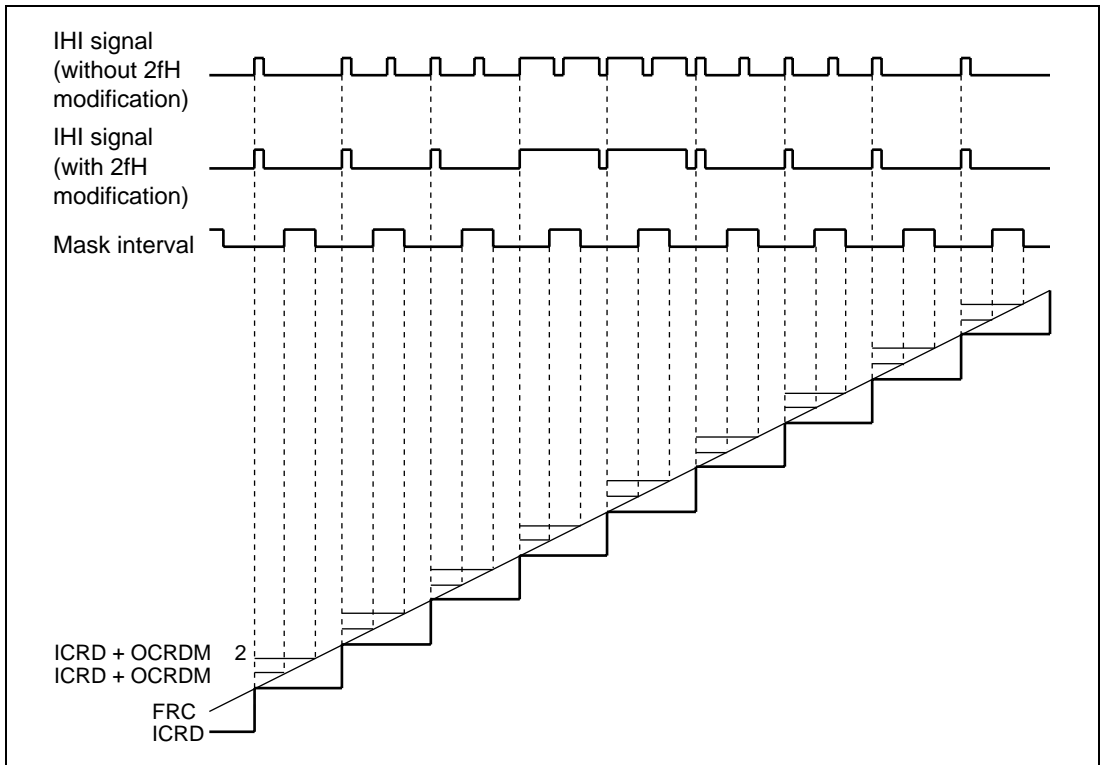 IHI signal
(without 2fH
modification)
IHI signal
(with 2fH
modification)
Mask interval
ICRD + OCRDM 2
ICRD + OCRDM
FRC
ICRD